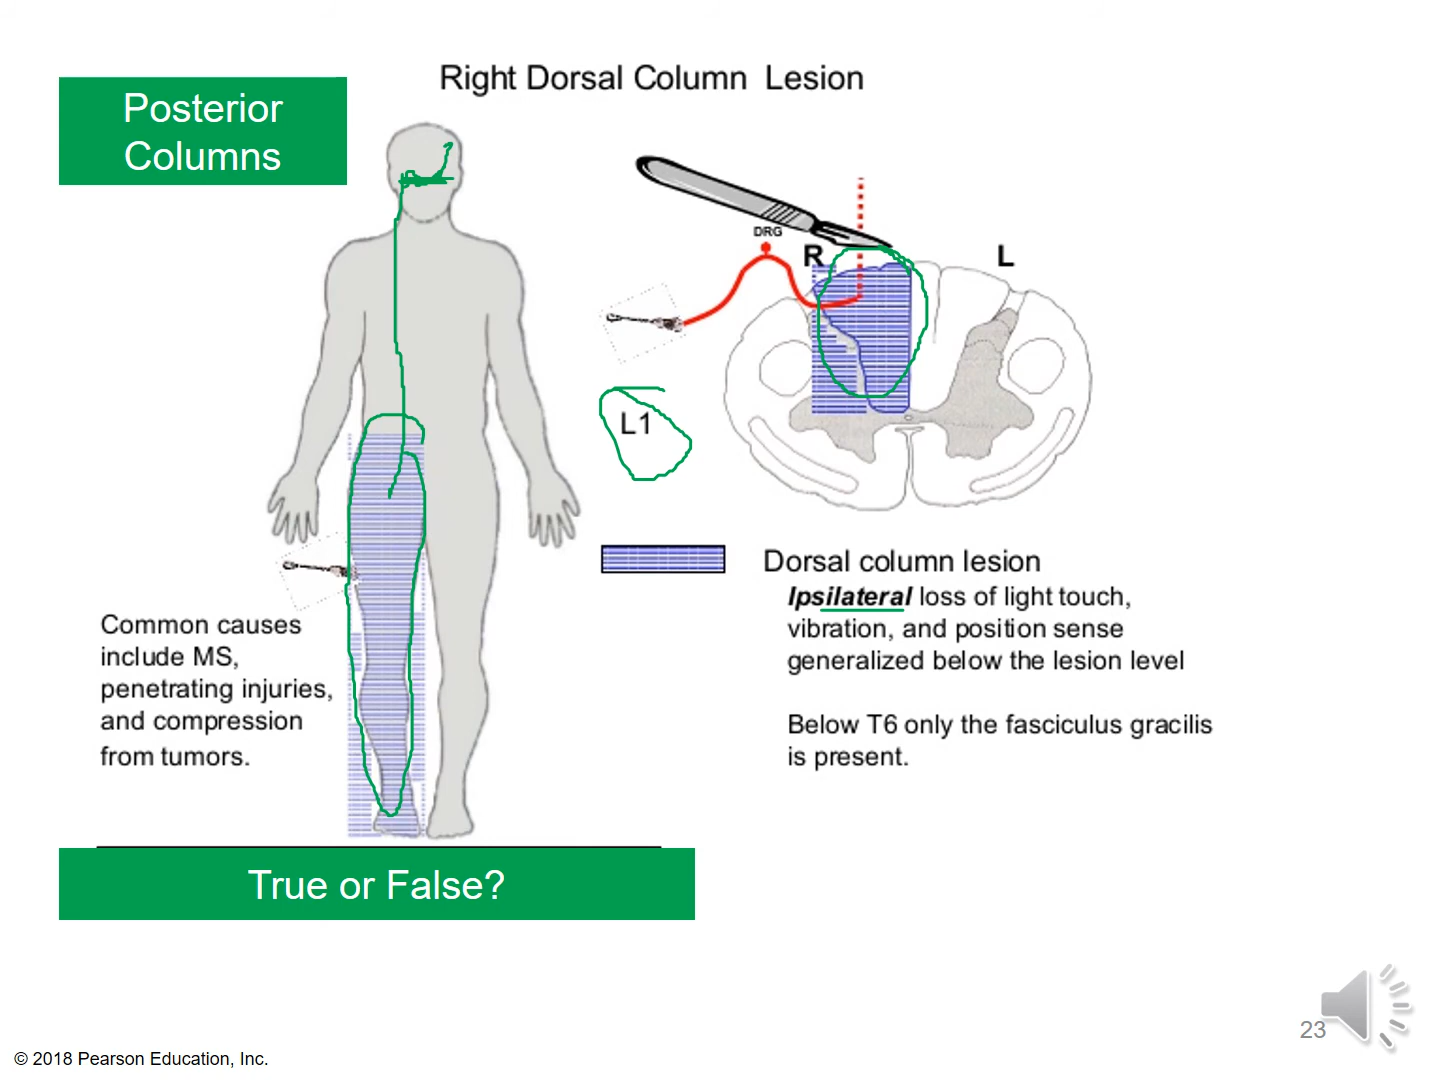 Right Dorsal Column Lesion
Posterior
Columns
DRG
R
L
L1
Dorsal column lesion
Ipsilateral loss of light touch,
vibration, and position sense
generalized below the lesion level
Below T6 only the fasciculus gracilis
is present.
Common causes
include MS,
penetrating injuries,
and compression
from tumors.
True or False?
23
© 2018 Pearson Education, Inc.